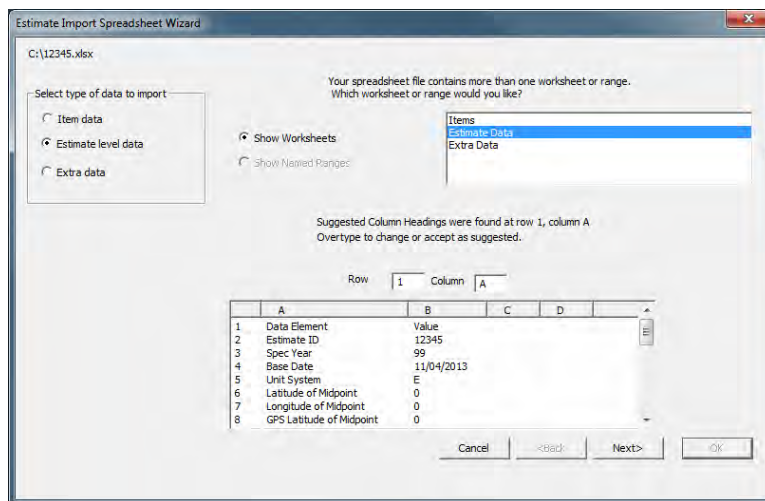 Estimate Import Spreadsheet Wizard
C:\12345.xlsx
Select type of data to import
Item data
Estimate level data
Extra data
Your spreadsheet file contains more than one worksheet or range.
Which worksheet or range would you like?
Show Worksheets
Show Named Ranges
Items
Estimate Data
Extra Data
Suggested Column Headings were found at row 1, column A
Overtype to change or accept as suggested.
Row 1 Column A
A B C D
1 Data Element Value
2 Estimate ID 12345
3 Spec Year 99
4 Base Date 11/04/2013
5 Unit System E
6 Latitude of Midpoint 0
7 Longitude of Midpoint 0
8 GPS Latitude of Midpoint 0
Cancel <Back Next> OK